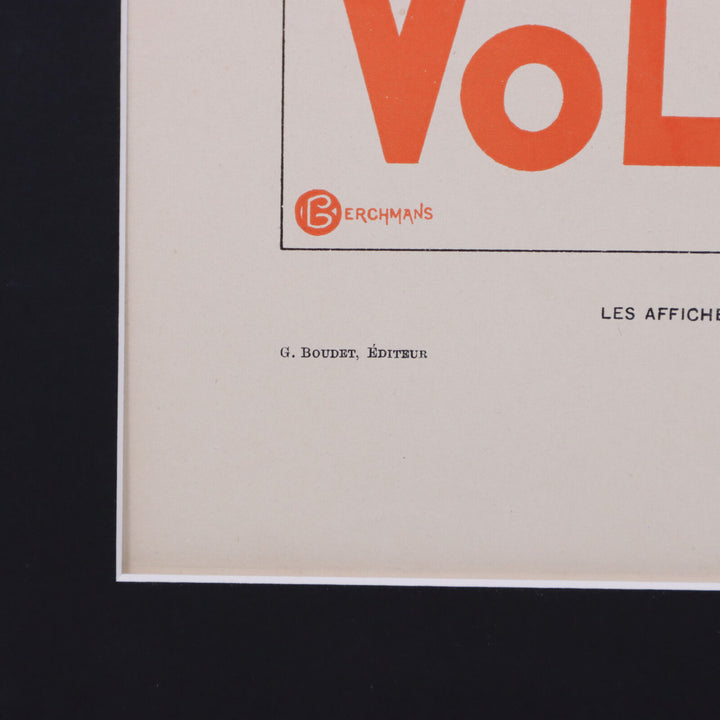 VOL
BERCHMANS
LES AFFICHE
G. BOUDET, ÉDITEUR